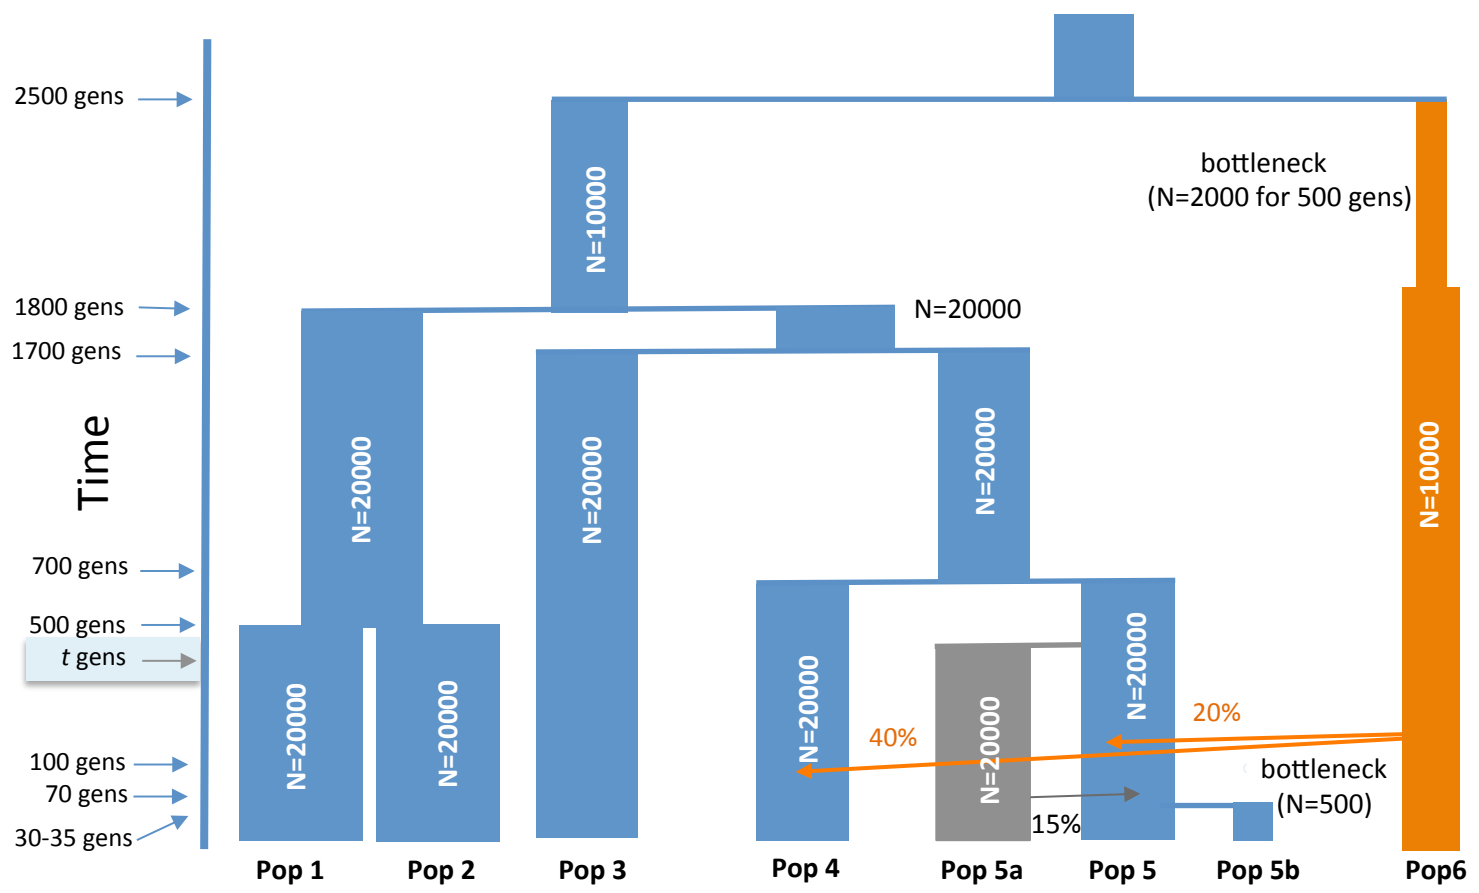 2500 gens
bottleneck
(N=2000 for 500 gens)
N=10000
1800 gens
N=20000
1700 gens
Time
N=20000
N=20000
N=20000
N=10000
700 gens
500 gens
t gens
N=20000
N=20000
N=20000
N=20000
N=20000
20%
40%
100 gens
bottleneck
70 gens
(N=500)
15%
30-35 gens
Pop 1
Pop 2
Pop 3
Pop 4
Pop 5a
Pop 5
Pop 5b
Pop6